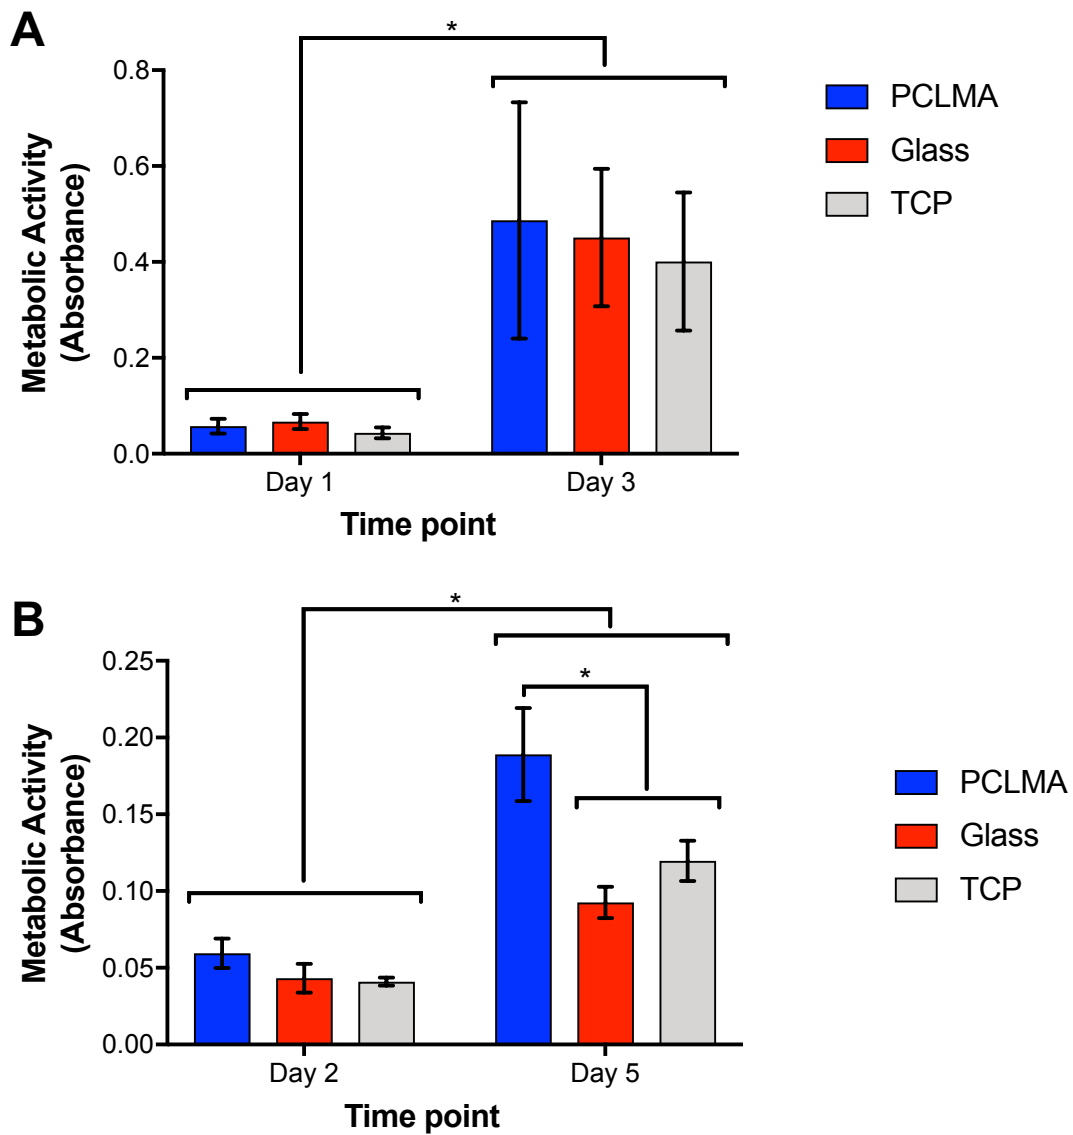 A
*
0.8
0.6
0.4
0.2
0.0
Metabolic Activity
(Absorbance)
Day 1
Day 3
Time point
PCLMA
Glass
TCP
B
*
*
0.25
0.20
0.15
0.10
0.05
0.00
Metabolic Activity
(Absorbance)
Day 2
Day 5
Time point
PCLMA
Glass
TCP